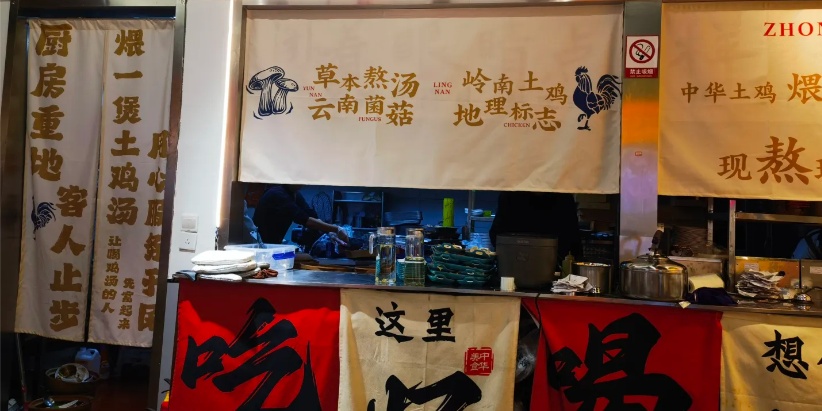 厨房重地
客人止步
煨一煲土鸡汤
让喝鸡汤的人
先富起来
草本熬汤
YUN NAN
云南菌菇
FUNGUS
LING NAN
岭南土鸡
地理标志
CHICKEN
禁止吸烟
ZHON
中华土鸡 煨
现熬现
吃
这里
喝
想